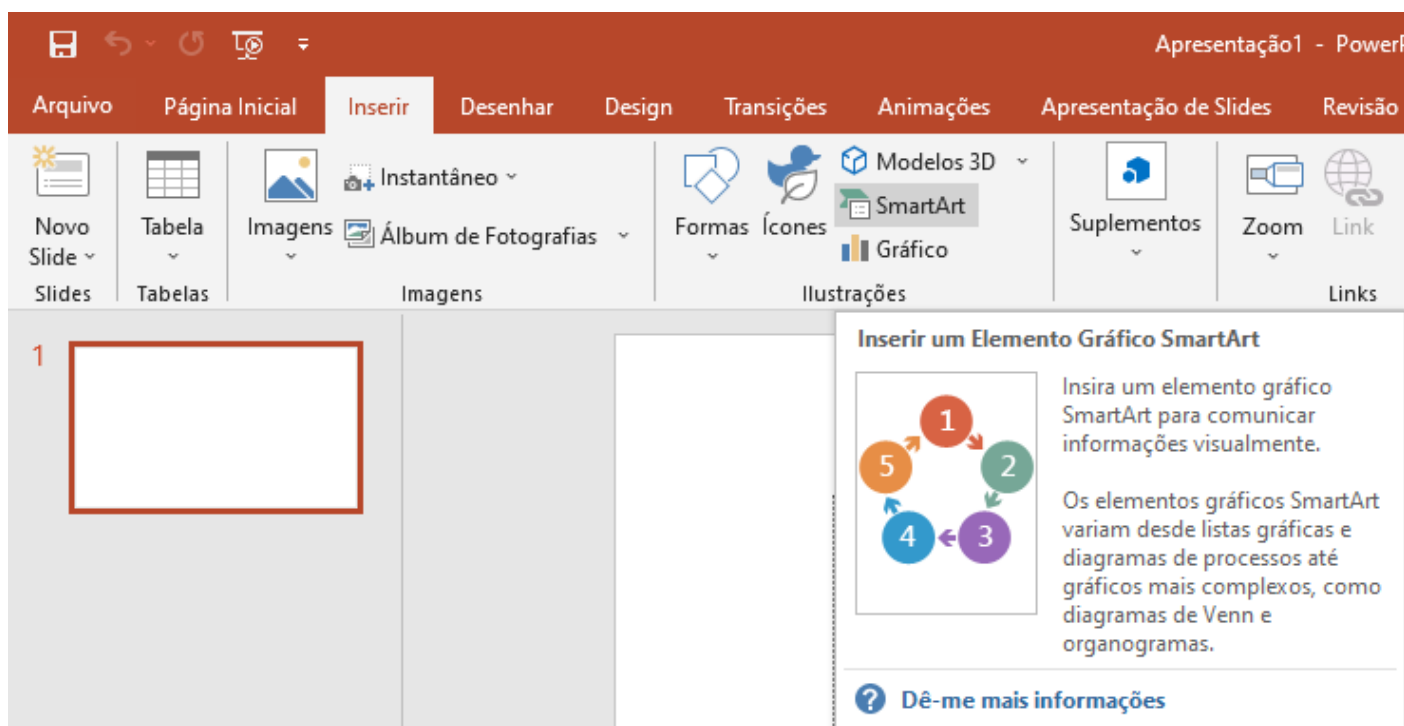 Apresentação1 - PowerP
Arquivo Página Inicial Inserir Desenhar Design Transições Animações Apresentação de Slides Revisão
Novo Slide
Tabela
Imagens
Instantâneo
Álbum de Fotografias
Formas
Ícones
Modelos 3D
SmartArt
Gráfico
Suplementos
Zoom
Link
Slides Tabelas Imagens Ilustrações Links
1
Inserir um Elemento Gráfico SmartArt
1
2
3
4
5
Insira um elemento gráfico
SmartArt para comunicar
informações visualmente.
Os elementos gráficos SmartArt
variam desde listas gráficas e
diagramas de processos até
gráficos mais complexos, como
diagramas de Venn e
organogramas.
? Dê-me mais informações